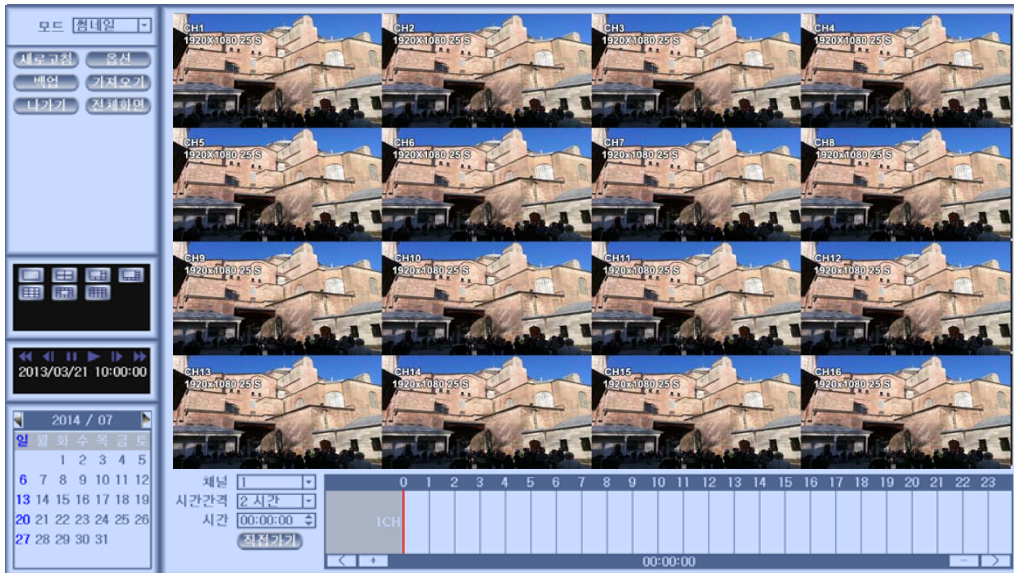 모드 썸네일
새로고침 옵션
백업 가져오기
나가기 전체화면
2013/03/21 10:00:00
2014 / 07
일 월 화 수 목 금 토
1 2 3 4 5
6 7 8 9 10 11 12
13 14 15 16 17 18 19
20 21 22 23 24 25 26
27 28 29 30 31
CH1
1920X1080 25 S
CH2
1920X1080 25 S
CH3
1920X1080 25 S
CH4
1920X1080 25 S
CH5
1920X1080 25 S
CH6
1920X1080 25 S
CH7
1920x1080 25 S
CH8
1920X1080 25 S
CH9
1920x1080 25 S
CH10
1920x1080 25 S
CH11
1920x1080 25 S
CH12
1920x1080 25 S
CH13
1920x1080 25 S
CH14
1920x1080 25 S
CH15
1920x1080 25 S
CH16
1920x1080 25 S
채널 1
시간간격 2 시간
시간 00:00:00
직접가기
0 1 2 3 4 5 6 7 8 9 10 11 12 13 14 15 16 17 18 19 20 21 22 23
1CH
< + 00:00:00 - >